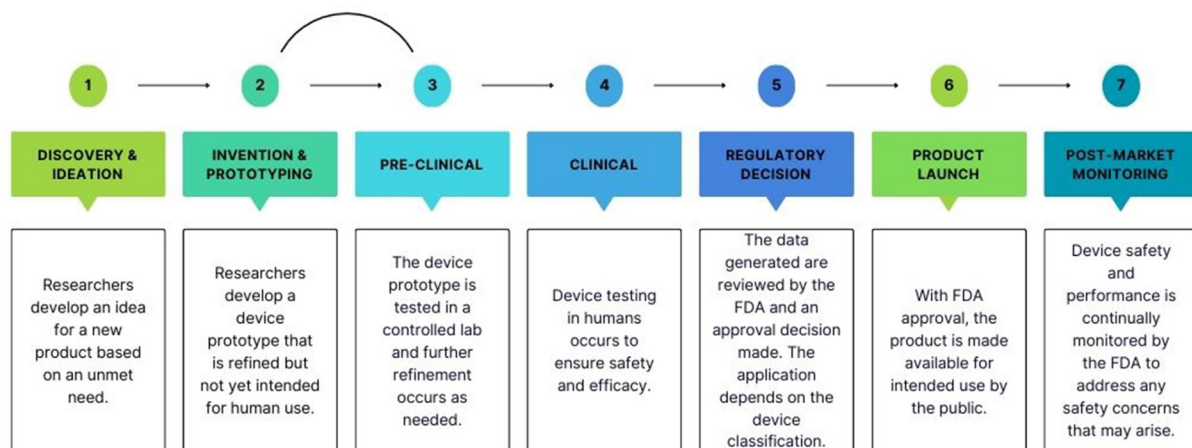 1
2
3
4
5
6
7
DISCOVERY &
IDEATION
INVENTION &
PROTOTYPING
PRE-CLINICAL
CLINICAL
REGULATORY
DECISION
PRODUCT
LAUNCH
POST-MARKET
MONITORING
Researchers
develop an idea
for a new
product based
on an unmet
need.
Researchers
develop a
device
prototype that
is refined but
not yet intended
for human use.
The device
prototype is
tested in a
controlled lab
and further
refinement
occurs as
needed.
Device testing
in humans
occurs to
ensure safety
and efficacy.
The data
generated are
reviewed by the
FDA and an
approval decision
made. The
application
depends on the
device
classification.
With FDA
approval, the
product is made
available for
intended use by
the public.
Device safety
and
performance is
continually
monitored by
the FDA to
address any
safety concerns
that may arise.